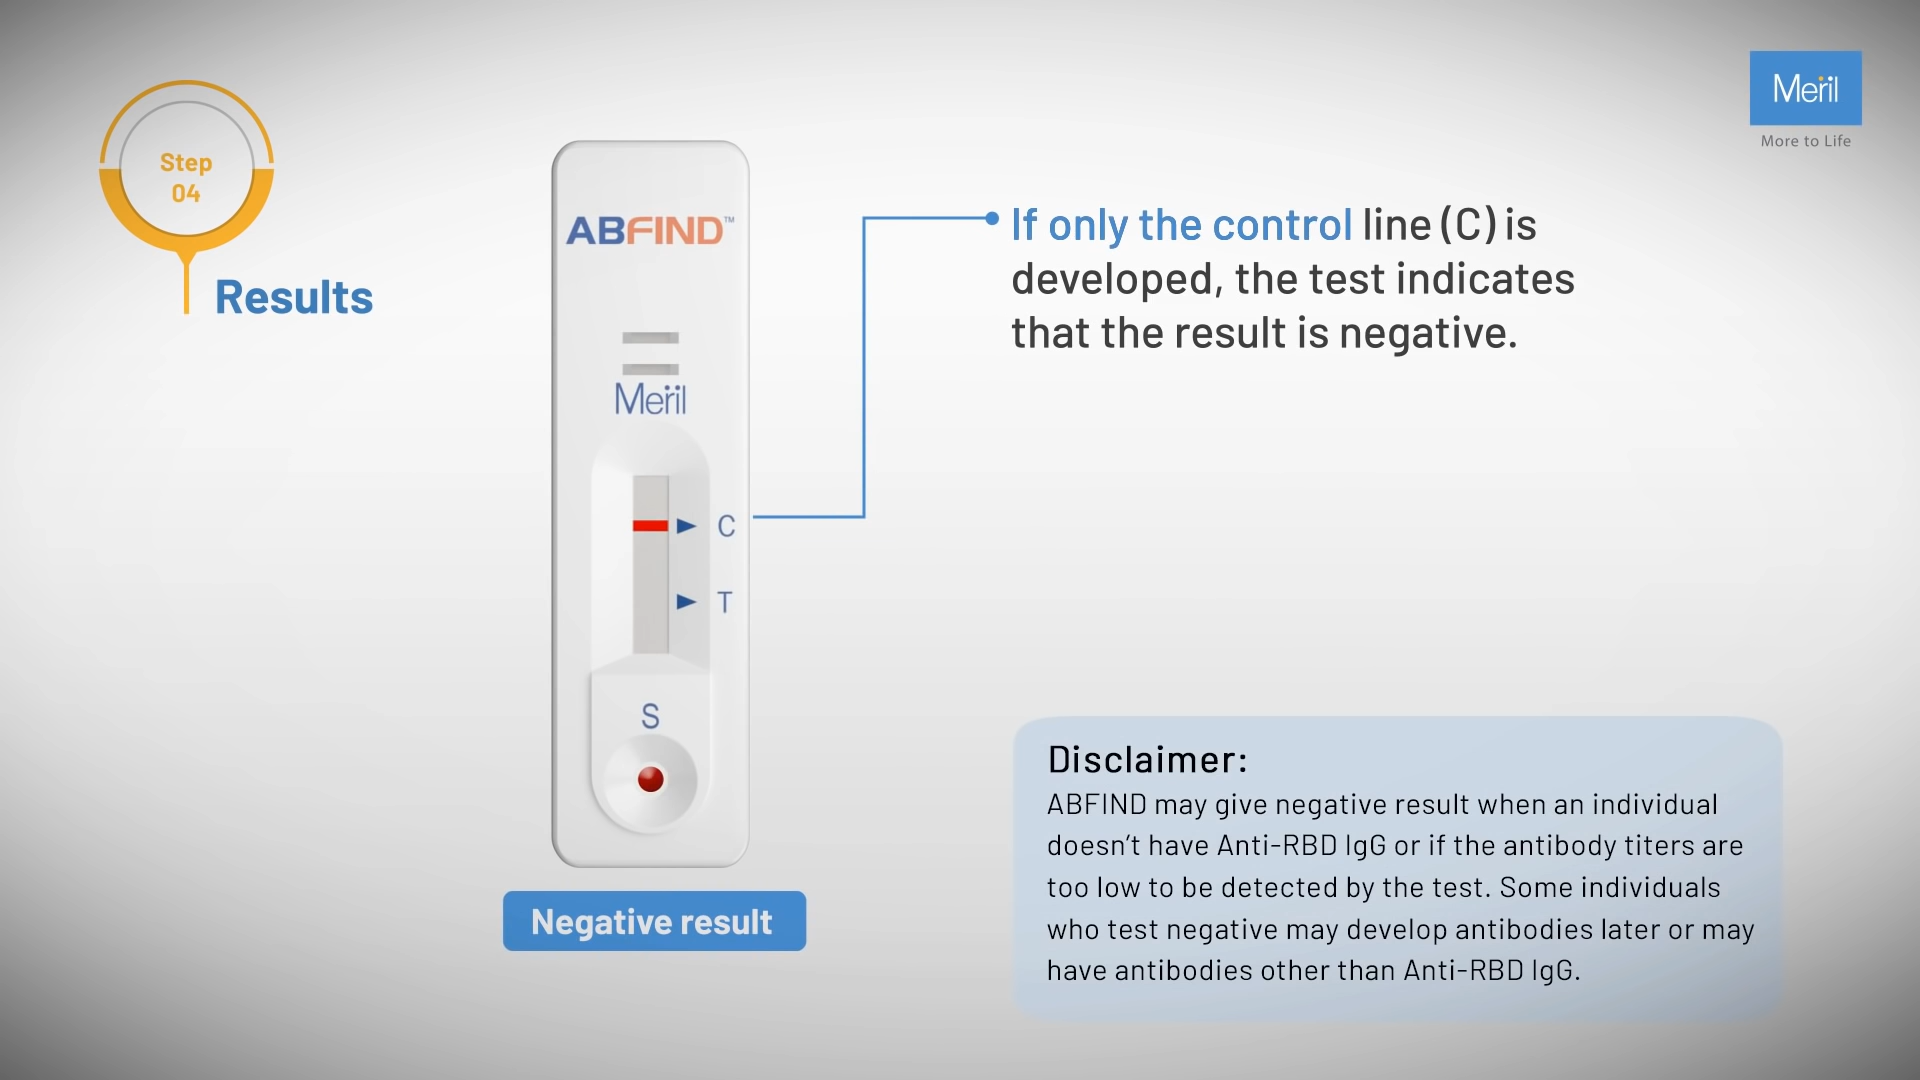 Step
04
Results
Meril
More to Life
ABFIND™
Meril
C
T
S
Negative result
If only the control line (C) is
developed, the test indicates
that the result is negative.
Disclaimer:
ABFIND may give negative result when an individual
doesn't have Anti-RBD IgG or if the antibody titers are
too low to be detected by the test. Some individuals
who test negative may develop antibodies later or may
have antibodies other than Anti-RBD IgG.